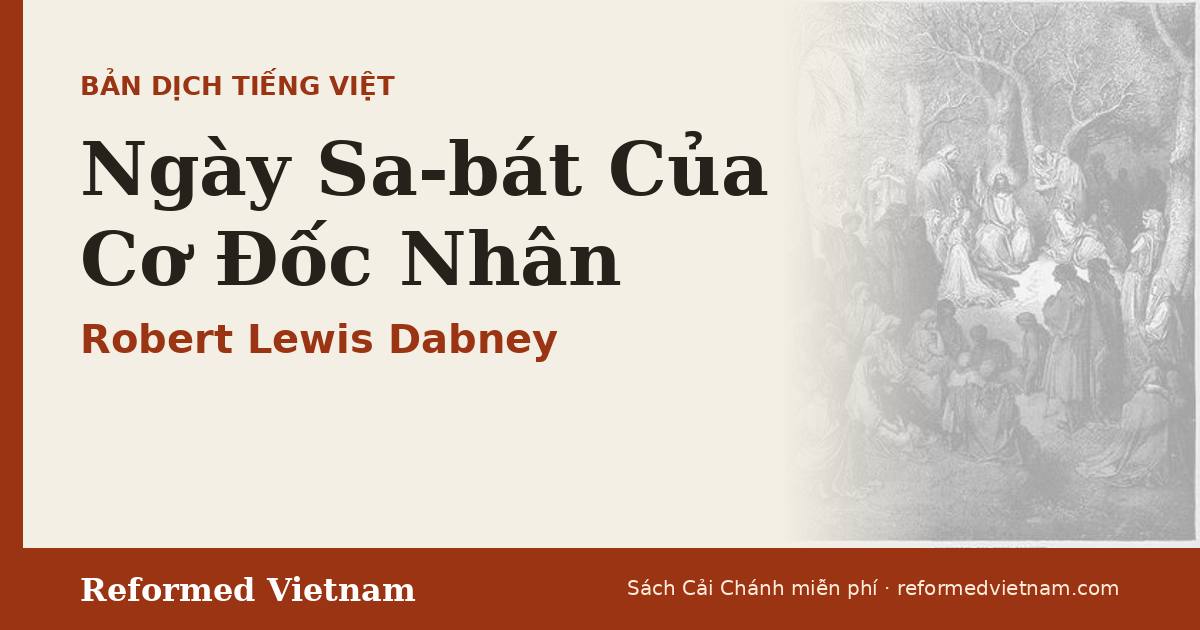 BẢN DỊCH TIẾNG VIỆT
Ngày Sa-bát Của
Cơ Đốc Nhân
Robert Lewis Dabney
Reformed Vietnam
Sách Cải Chánh miễn phí · reformedvietnam.com